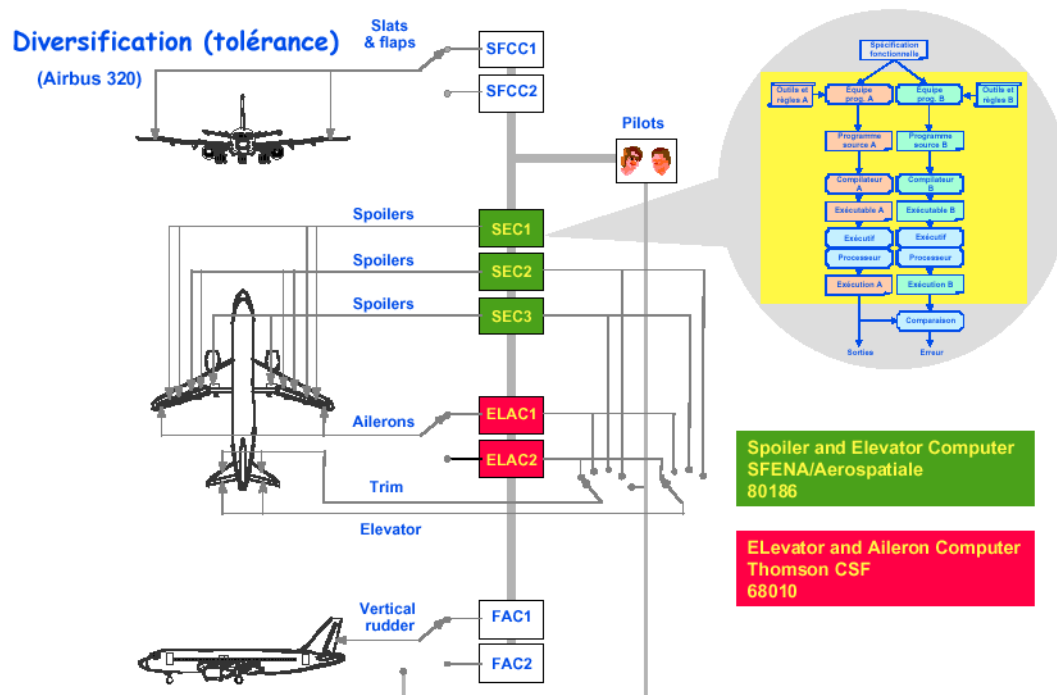 Diversification (tolérance)
(Airbus 320)
Slats
& flaps
SFCC1
SFCC2
Pilots
Spoilers
SEC1
Spoilers
SEC2
Spoilers
SEC3
Ailerons
ELAC1
ELAC2
Trim
Elevator
Vertical
rudder
FAC1
FAC2
Spécification
fonctionnelle
Outils et
règles A
Equipe
prog. A
Equipe
prog. B
Outils et
règles B
Programme
source A
Programme
source B
Compilateur
A
Compilateur
B
Exécutable A
Exécutable B
Exécutif
Exécutif
Processeur
Processeur
Exécution A
Exécution B
Comparaison
Sorties
Erreur
Spoiler and Elevator Computer
SFENA/Aerospatiale
80186
ELevator and Aileron Computer
Thomson CSF
68010